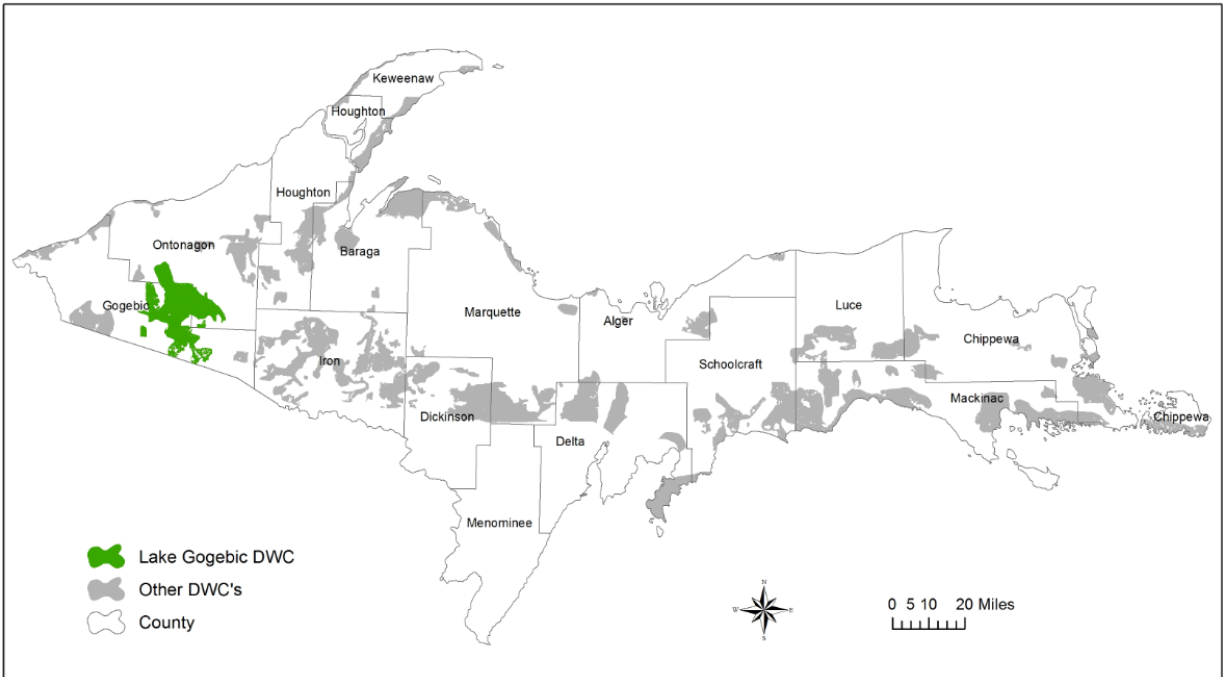 Keweenaw
Houghton
Houghton
Ontonagon
Baraga
Gogebic
Marquette
Alger
Luce
Chippewa
Iron
Schoolcraft
Dickinson
Mackinac
Chippewa
Delta
Menominee
Lake Gogebic DWC
Other DWC's
County
N
W E
S
0 5 10 20 Miles